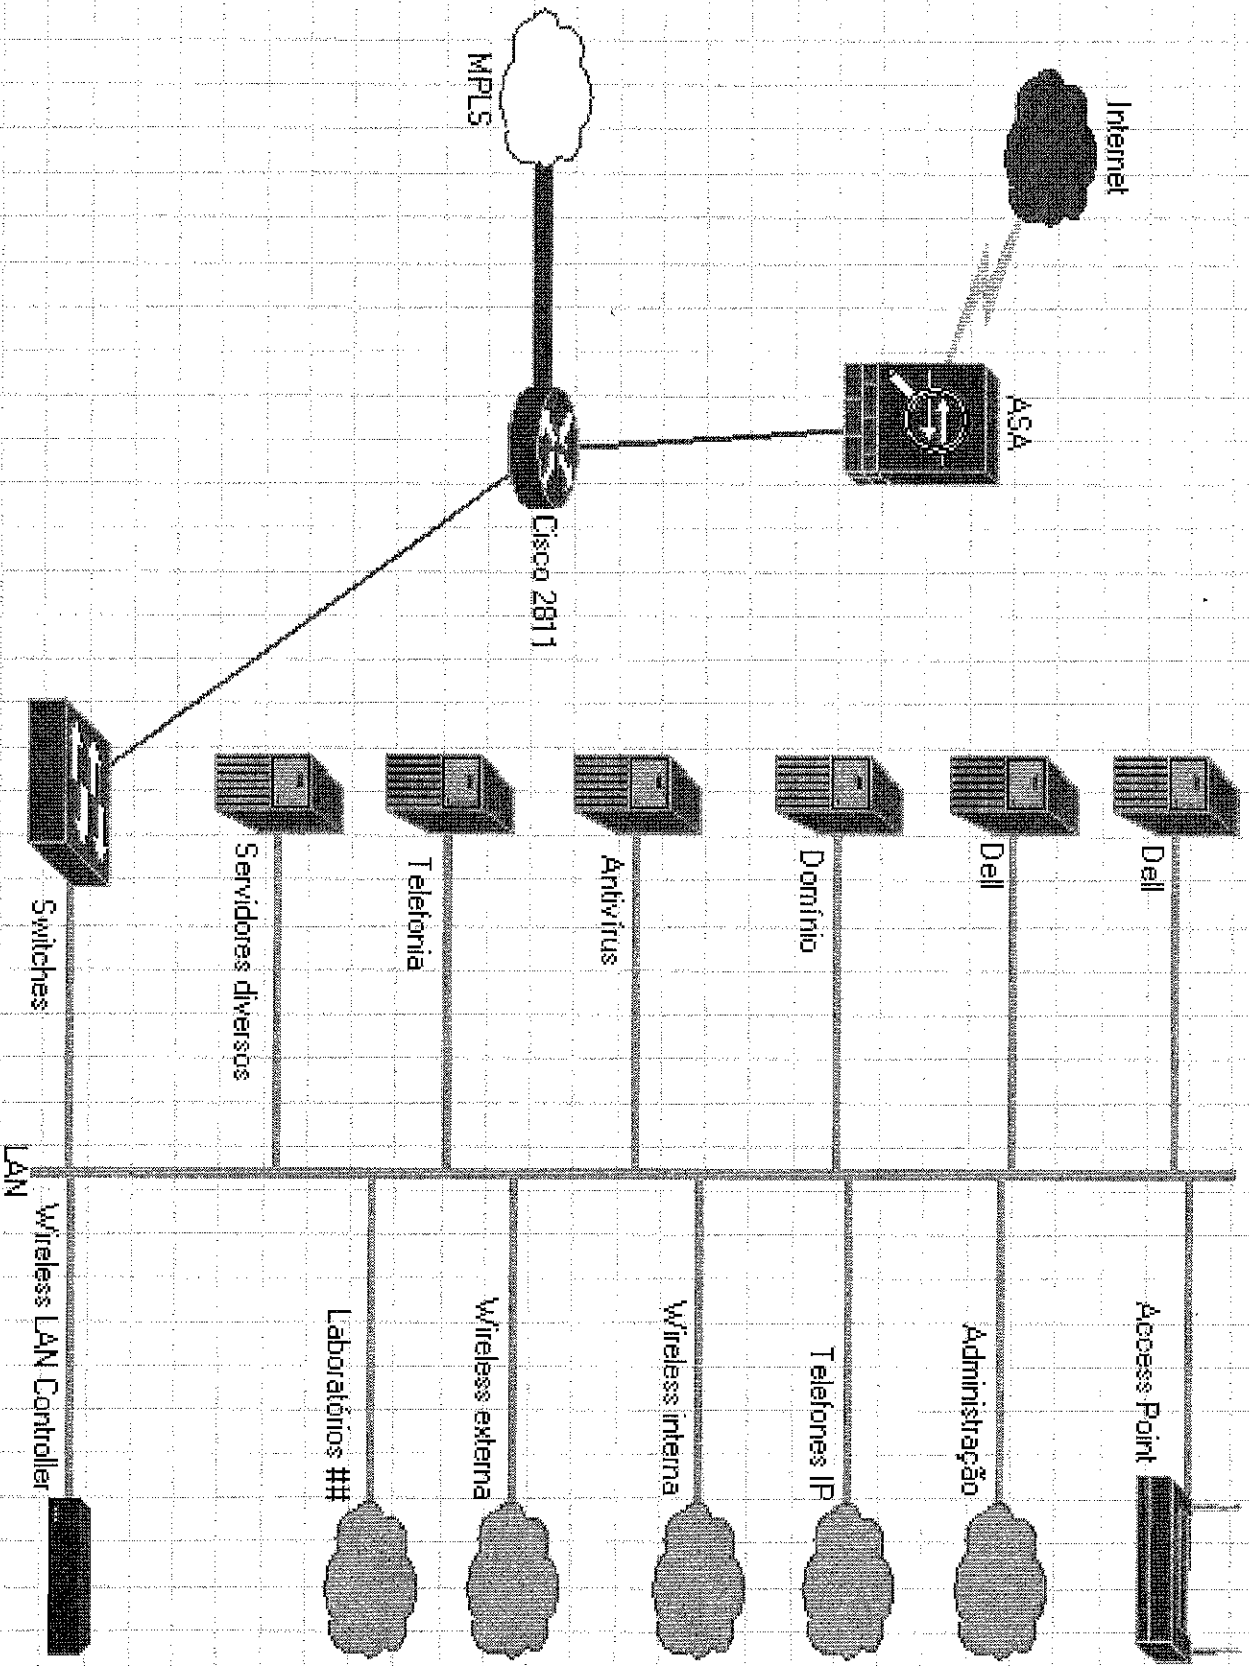 Internet
MPLS
ASA
Cisco 2811
Dell
Dell
Domínio
Antivírus
Telefonia
Servidores diversos
Switches
LAN
Access Point
Administração
Telefones IP
Wireless interna
Wireless externa
Laboratórios ##
Wireless LAN Controller